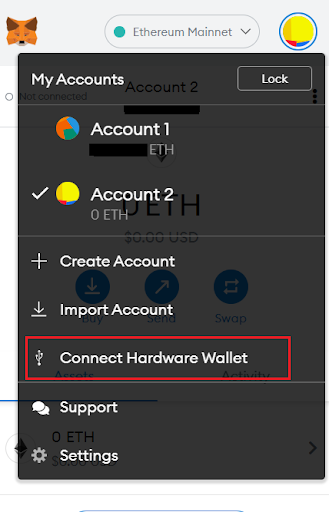 Ethereum Mainnet
My Accounts
Lock
Account 2
Not connected
Account 1
ETH
Account 2
0 ETH
0 ETH
$0.00 USD
Create Account
Import Account
Buy
Send
Swap
Connect Hardware Wallet
Assets
Activity
Support
0 ETH
$0.00 USD
Settings